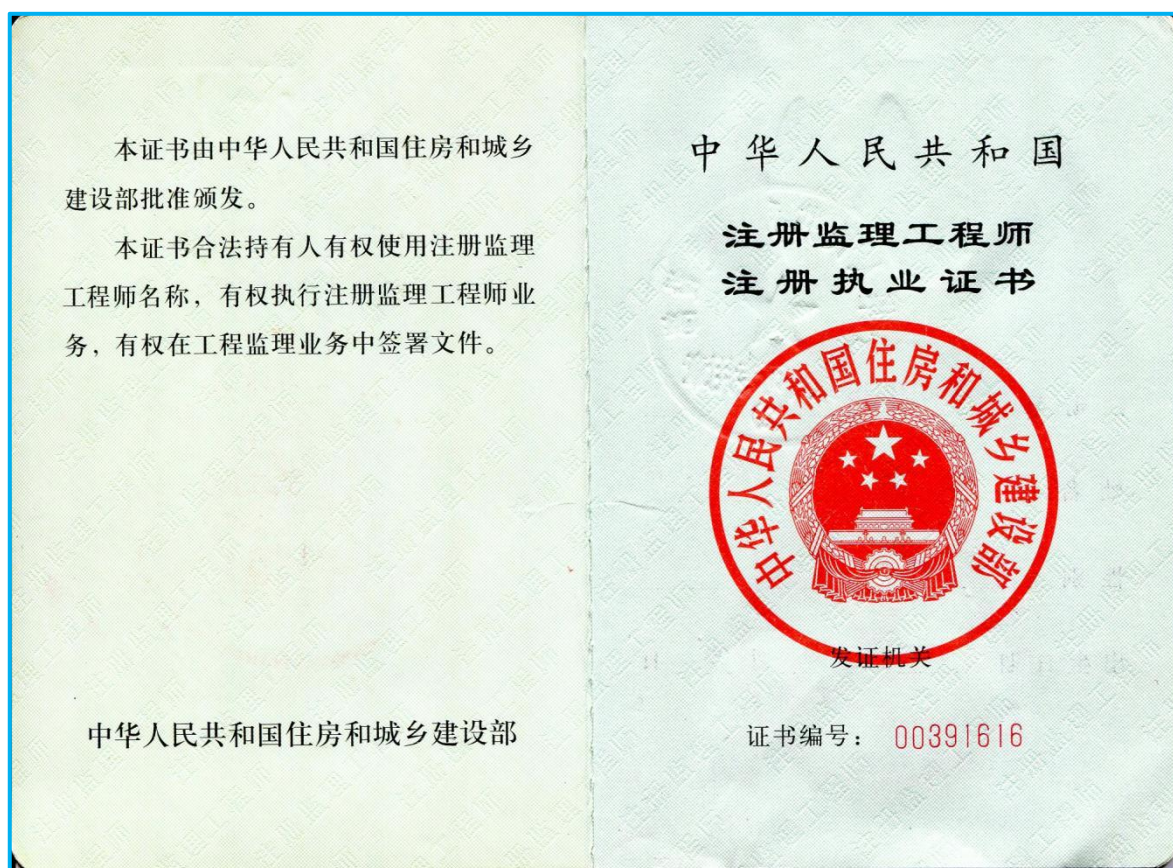 本证书由中华人民共和国住房和城乡
建设部批准颁发。
本证书合法持有人有权使用注册监理
工程师名称，有权执行注册监理工程师业
务，有权在工程监理业务中签署文件。
中华人民共和国住房和城乡建设部
中华人民共和国
注册监理工程师
注册执业证书
中华人民共和国住房和城乡建设部
发证机关
证书编号： 00391616